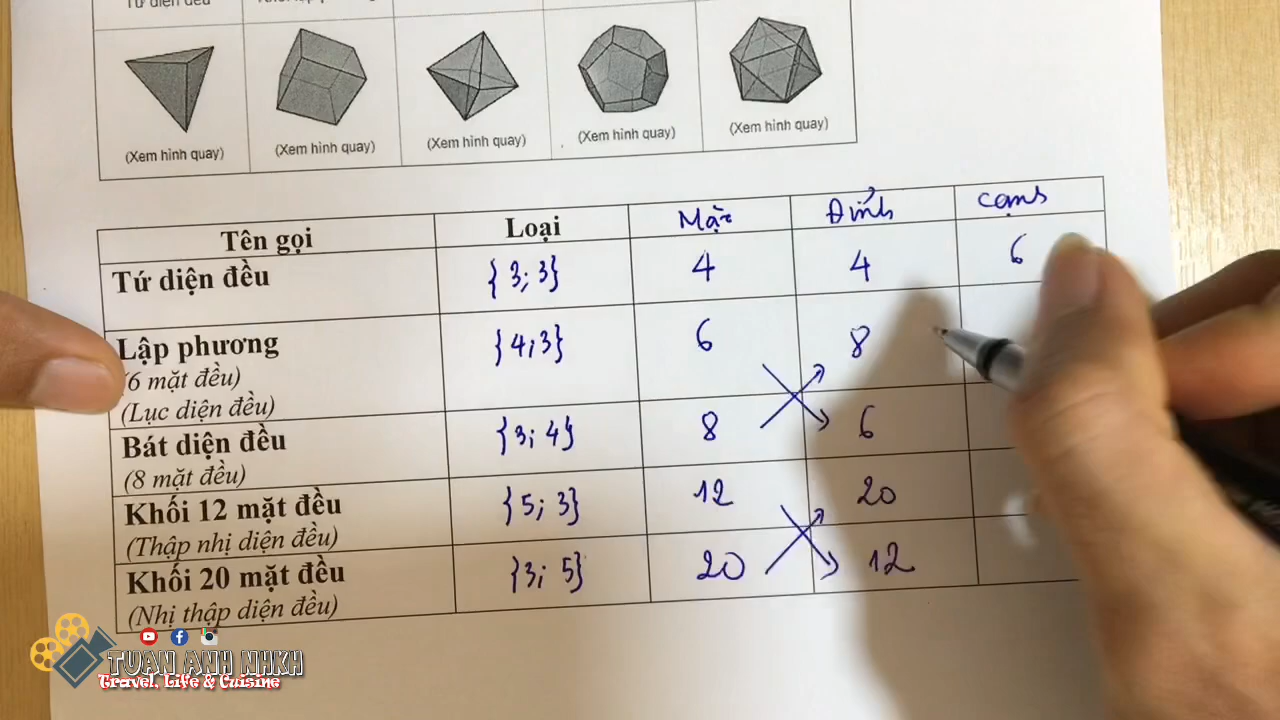 Tứ diện đều
(Xem hình quay) (Xem hình quay) (Xem hình quay) (Xem hình quay) (Xem hình quay)
Tên gọi Loại Mặt Đỉnh cạnh
Tứ diện đều {3; 3} 4 4 6
Lập phương {4; 3} 6 8
(6 mặt đều)
(Lục diện đều)
Bát diện đều {3; 4} 8 6
(8 mặt đều)
Khối 12 mặt đều {5; 3} 12 20
(Thập nhị diện đều)
Khối 20 mặt đều {3; 5} 20 12
(Nhị thập diện đều)
TUAN ANH NHKH
Travel, Life & Cuisine